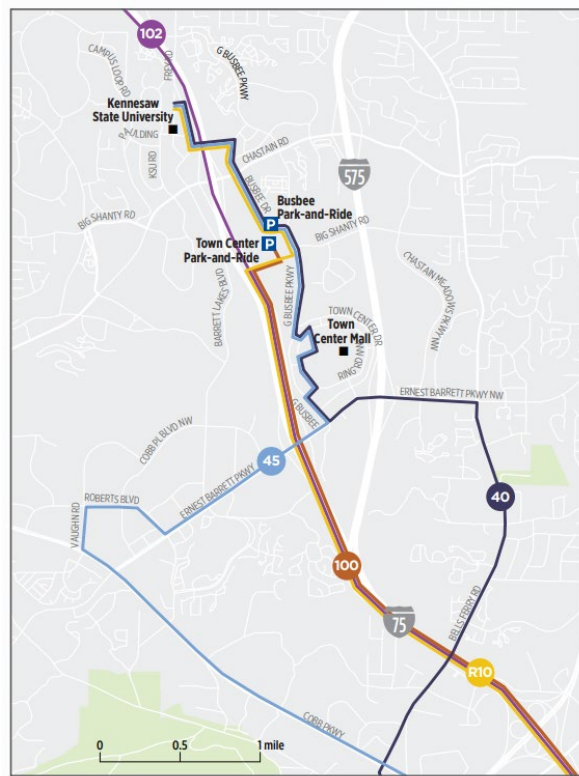 102
G BUSBEE PKWY
CAMPUS LOOP RD
FREY RD
Kennesaw
State University
PAULDING
KSU RD
CHASTAIN RD
575
BUSBEE DR
Busbee
Park-and-Ride
P
P
BIG SHANTY RD
BIG SHANTY RD
Town Center
Park-and-Ride
CHASTAIN MEADOWS PKWY NN
BARRETT LAKES BLVD
G BUSBEE PKWY
TOWN CENTER DR
Town
Center Mall
RING RD NN
ERNEST BARRETT PKWY NW
G BUSBEE
COBB PL BLVD NW
45
ERNEST BARRETT PKWY
ROBERTS BLVD
VAUGHN RD
40
100
75
BELLS FERRY RD
R10
COBB PKWY
0 0.5 1 mile